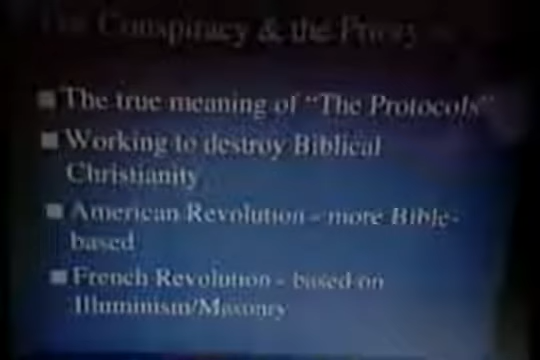 The Conspiracy & the Priory
The true meaning of "The Protocols"
Working to destroy Biblical
Christianity
American Revolution - more Bible-
based
French Revolution - based on
Illuminism/Masonry